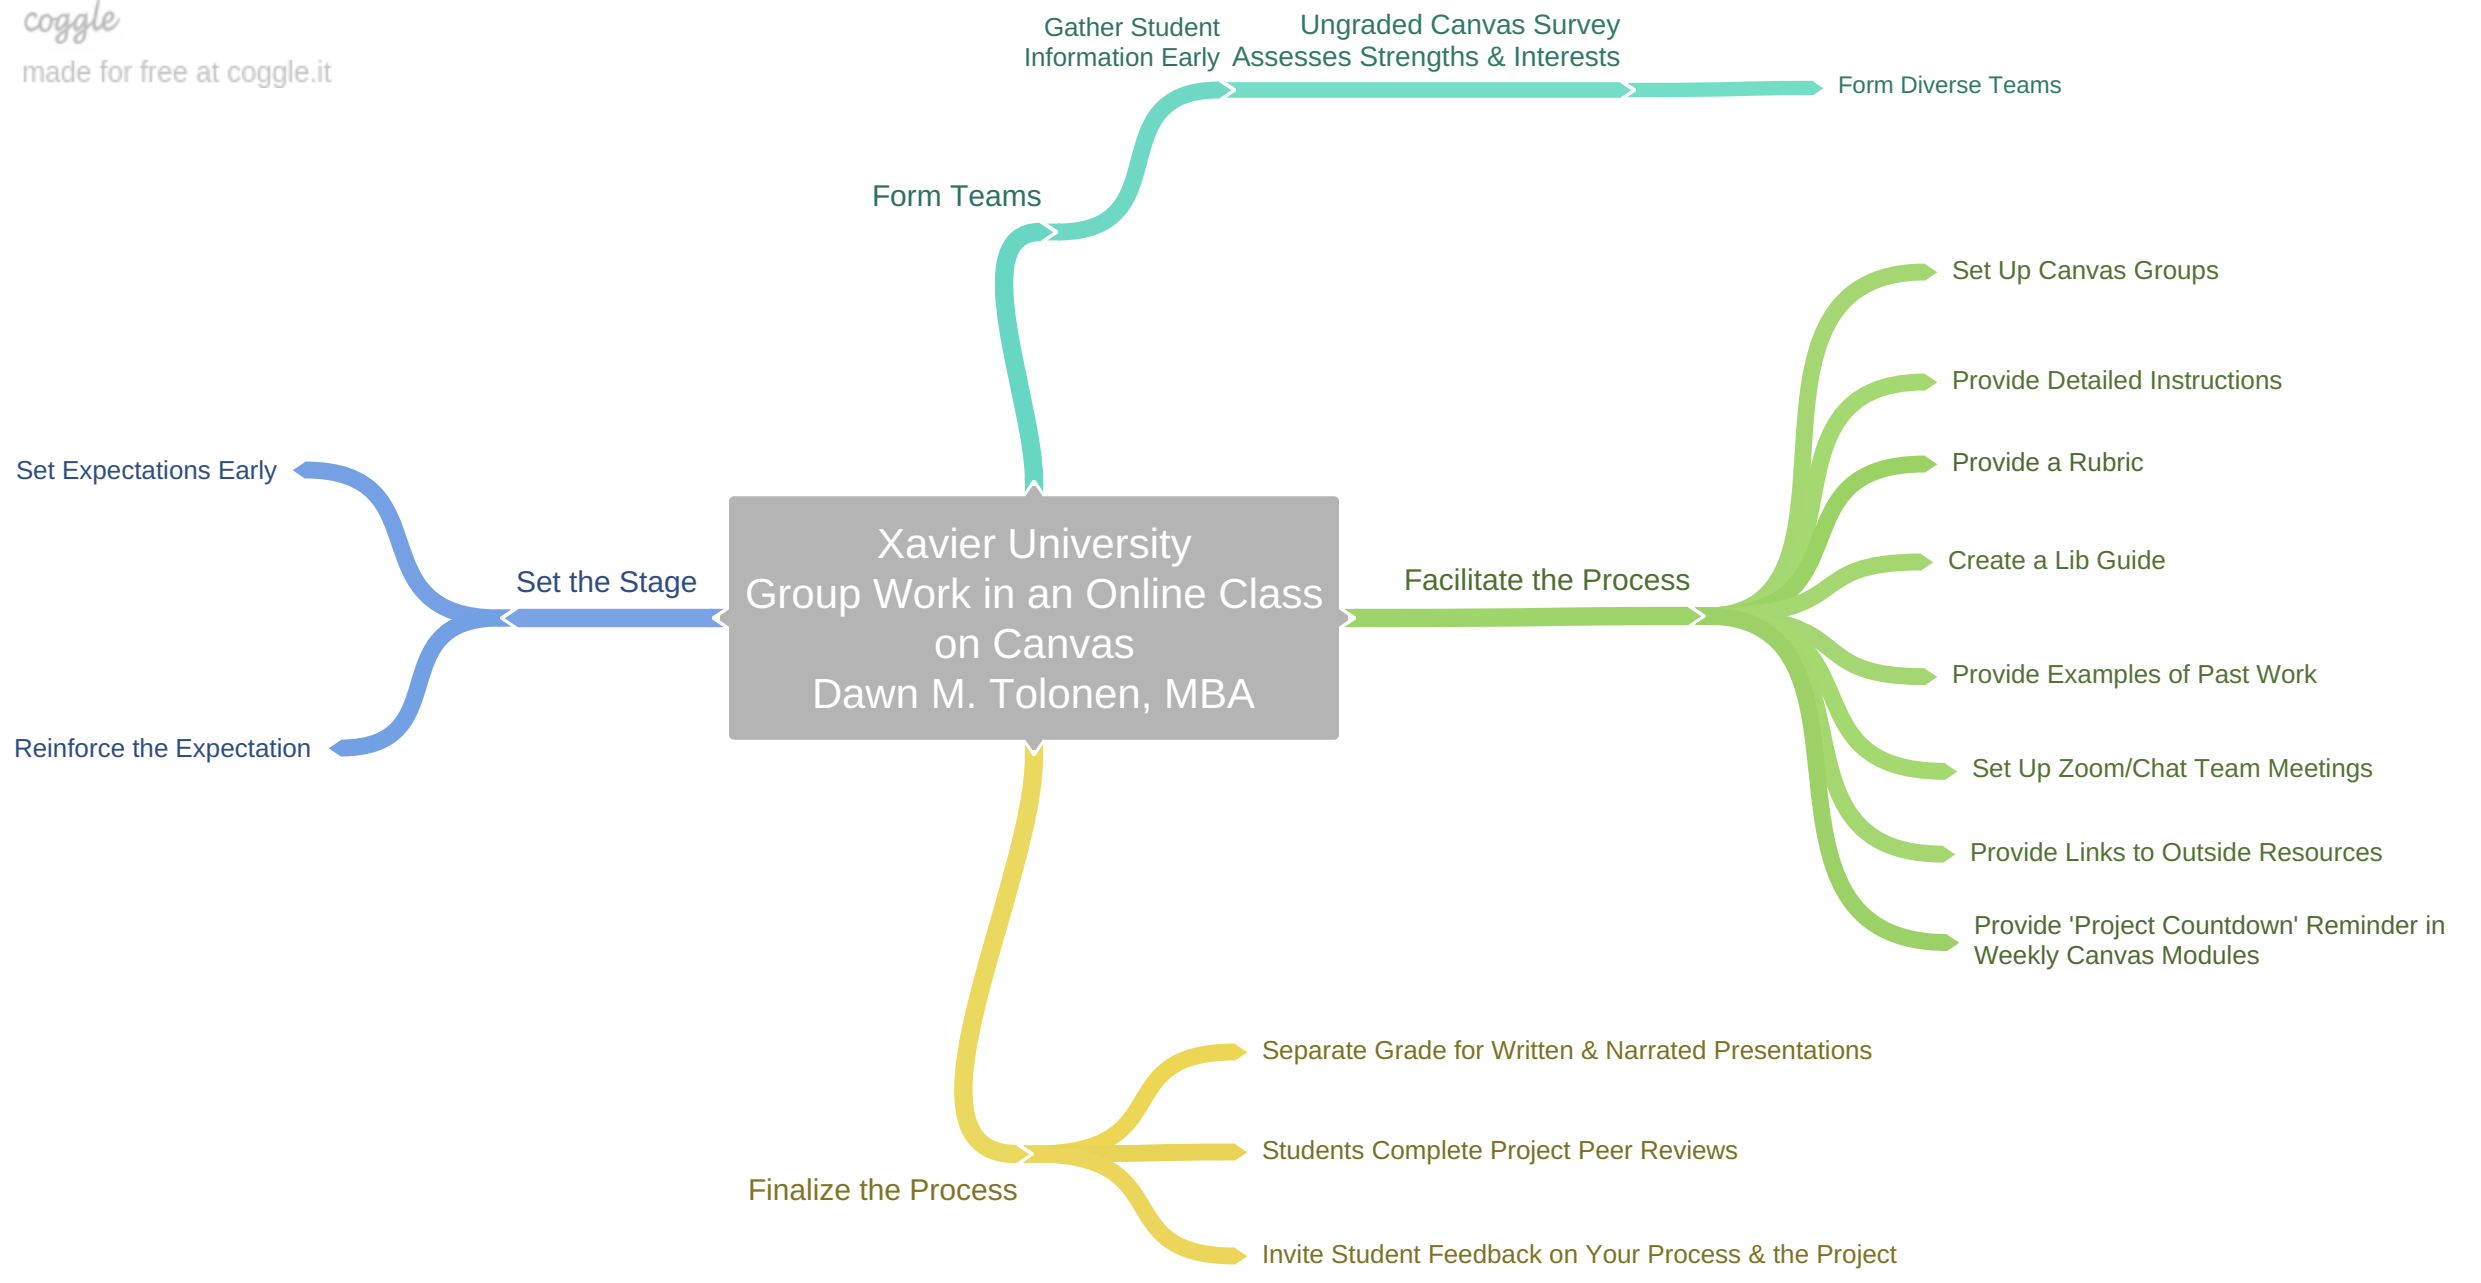 coggle
made for free at coggle.it
Gather Student
Information Early
Ungraded Canvas Survey
Assesses Strengths & Interests
Form Diverse Teams
Form Teams
Set Expectations Early
Set the Stage
Reinforce the Expectation
Xavier University
Group Work in an Online Class
on Canvas
Dawn M. Tolonen, MBA
Facilitate the Process
Set Up Canvas Groups
Provide Detailed Instructions
Provide a Rubric
Create a Lib Guide
Provide Examples of Past Work
Set Up Zoom/Chat Team Meetings
Provide Links to Outside Resources
Provide 'Project Countdown' Reminder in
Weekly Canvas Modules
Finalize the Process
Separate Grade for Written & Narrated Presentations
Students Complete Project Peer Reviews
Invite Student Feedback on Your Process & the Project